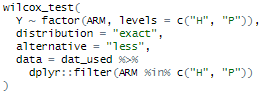 wilcox_test(
  Y ~ factor(ARM, levels = c("H", "P")),
  distribution = "exact",
  alternative = "less",
  data = dat_used %>%
    dplyr::filter(ARM %in% c("H", "P"))
)